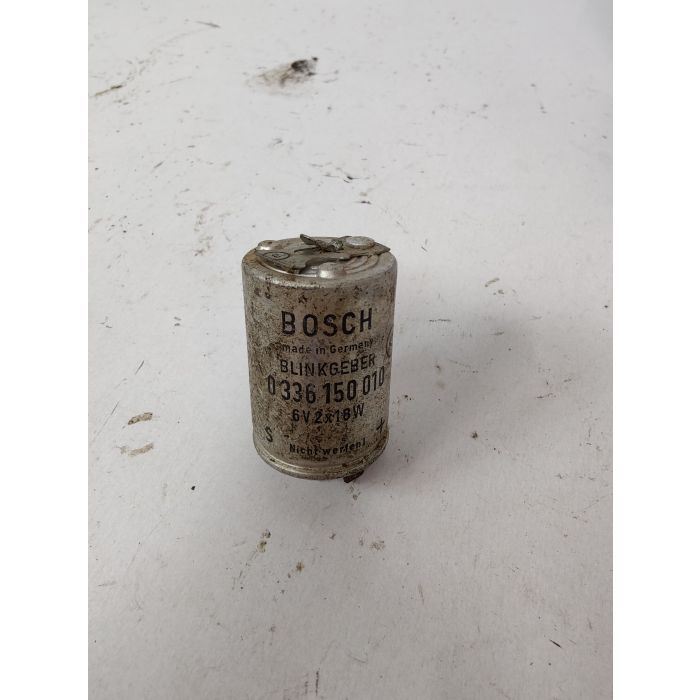 BOSCH
made in Germany
BLINKGEBER
0 336 150 010
6V 2x18W
S +
Nicht werfen!